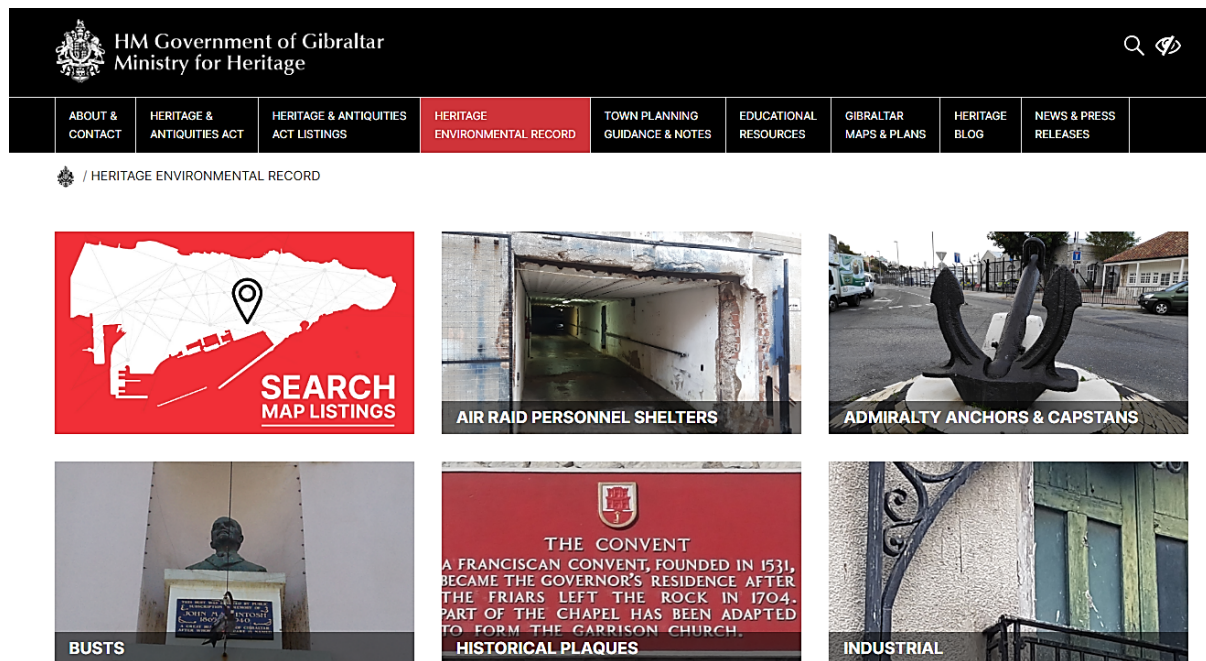 HM Government of Gibraltar
Ministry for Heritage
ABOUT &
CONTACT
HERITAGE &
ANTIQUITIES ACT
HERITAGE & ANTIQUITIES
ACT LISTINGS
HERITAGE
ENVIRONMENTAL RECORD
TOWN PLANNING
GUIDANCE & NOTES
EDUCATIONAL
RESOURCES
GIBRALTAR
MAPS & PLANS
HERITAGE
BLOG
NEWS & PRESS
RELEASES
/ HERITAGE ENVIRONMENTAL RECORD
SEARCH
MAP LISTINGS
AIR RAID PERSONNEL SHELTERS
ADMIRALTY ANCHORS & CAPSTANS
JOHN MACKINTOSH
BUSTS
THE CONVENT
A FRANCISCAN CONVENT, FOUNDED IN 1531,
BECAME THE GOVERNOR'S RESIDENCE AFTER
THE FRIARS LEFT THE ROCK IN 1704.
PART OF THE CHAPEL HAS BEEN ADAPTED
TO FORM THE GARRISON CHURCH.
HISTORICAL PLAQUES
INDUSTRIAL